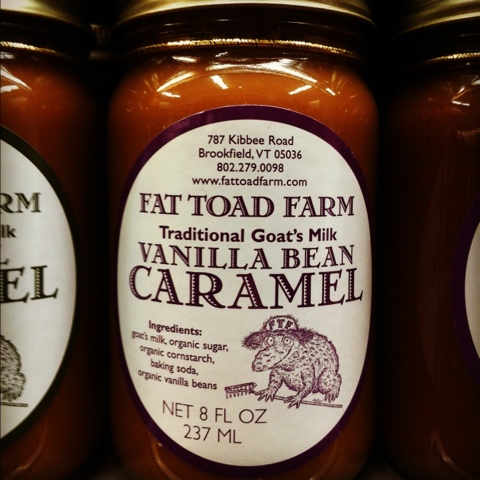 787 Kibbee Road
Brookfield, VT 05036
802.279.0098
www.fattoadfarm.com
FAT TOAD FARM
Traditional Goat's Milk
VANILLA BEAN
CARAMEL
Ingredients:
goat's milk, organic sugar,
organic cornstarch,
baking soda,
organic vanilla beans
FTF
NET 8 FL OZ
237 ML
RM
lk
EL